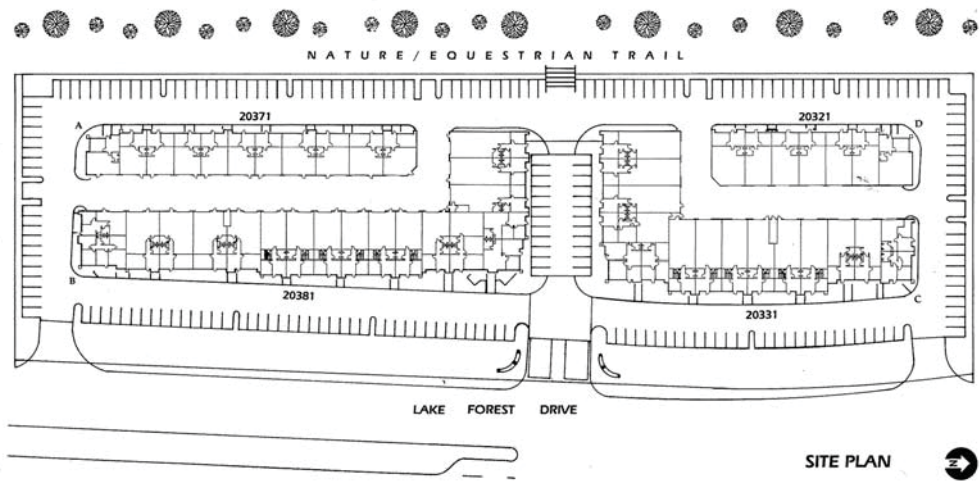 NATURE/EQUESTRIAN TRAIL
20371
20321
A
D
B
20381
C
20331
LAKE FOREST DRIVE
SITE PLAN
N